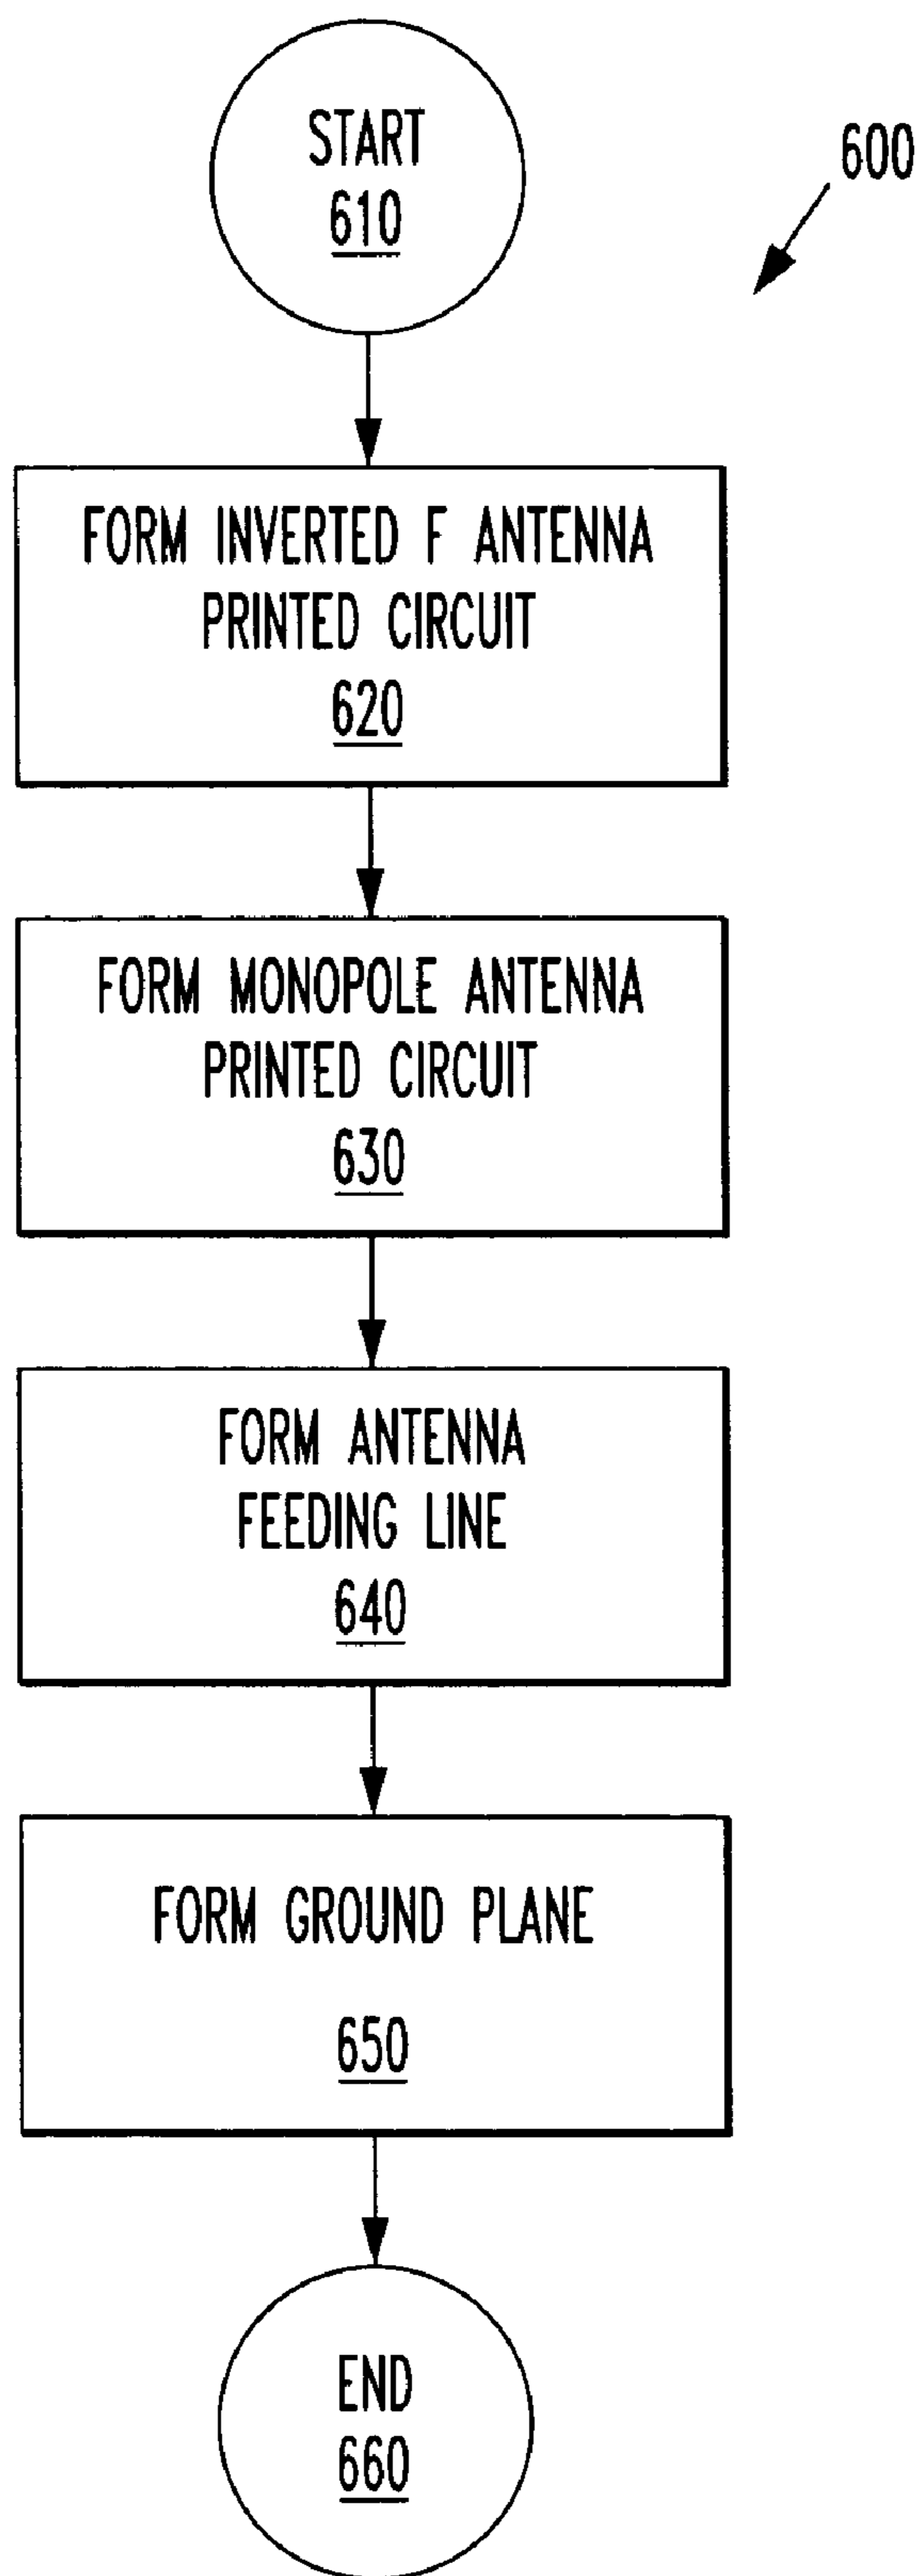 START
610
600
FORM INVERTED F ANTENNA
PRINTED CIRCUIT
620
FORM MONOPOLE ANTENNA
PRINTED CIRCUIT
630
FORM ANTENNA
FEEDING LINE
640
FORM GROUND PLANE
650
END
660